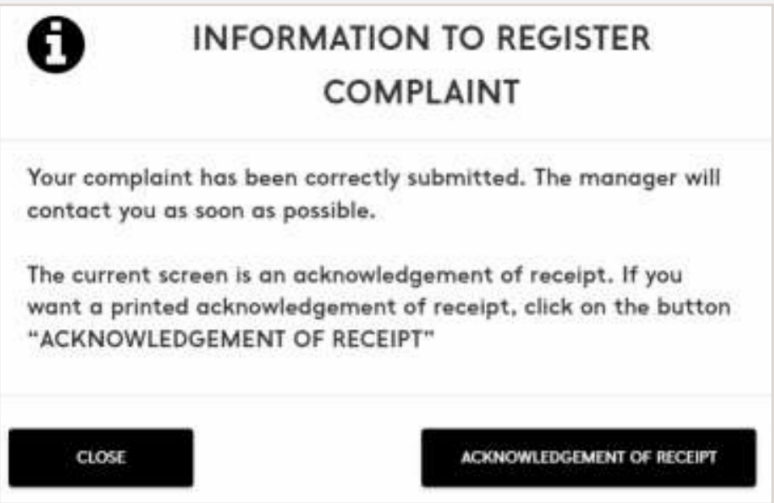 INFORMATION TO REGISTER
COMPLAINT
Your complaint has been correctly submitted. The manager will
contact you as soon as possible.
The current screen is an acknowledgement of receipt. If you
want a printed acknowledgement of receipt, click on the button
“ACKNOWLEDGEMENT OF RECEIPT”
CLOSE
ACKNOWLEDGEMENT OF RECEIPT